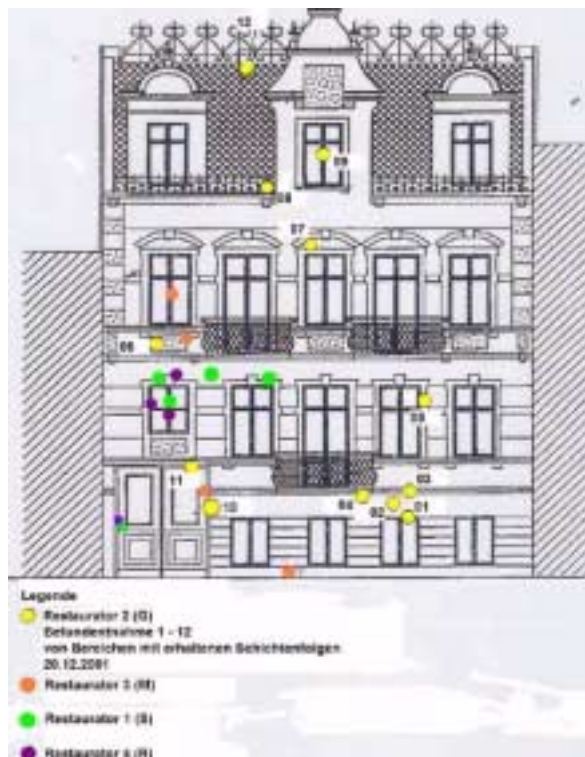 12
09
08
07
06
05
11
10
04
03
02
01
Legende
Restaurator 2 (G)
Befundentnahme 1 - 12
von Bereichen mit erhaltenen Schichtenfolgen
20.12.2001
Restaurator 3 (M)
Restaurator 1 (S)
Restaurator 4 (R)